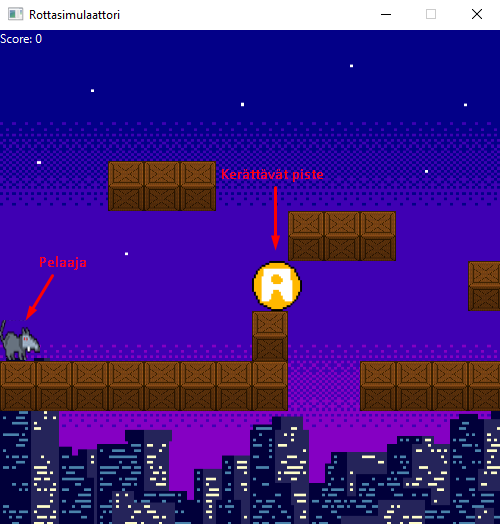 Rottasimulaattori
Score: 0
Kerättävät piste
Pelaaja
A